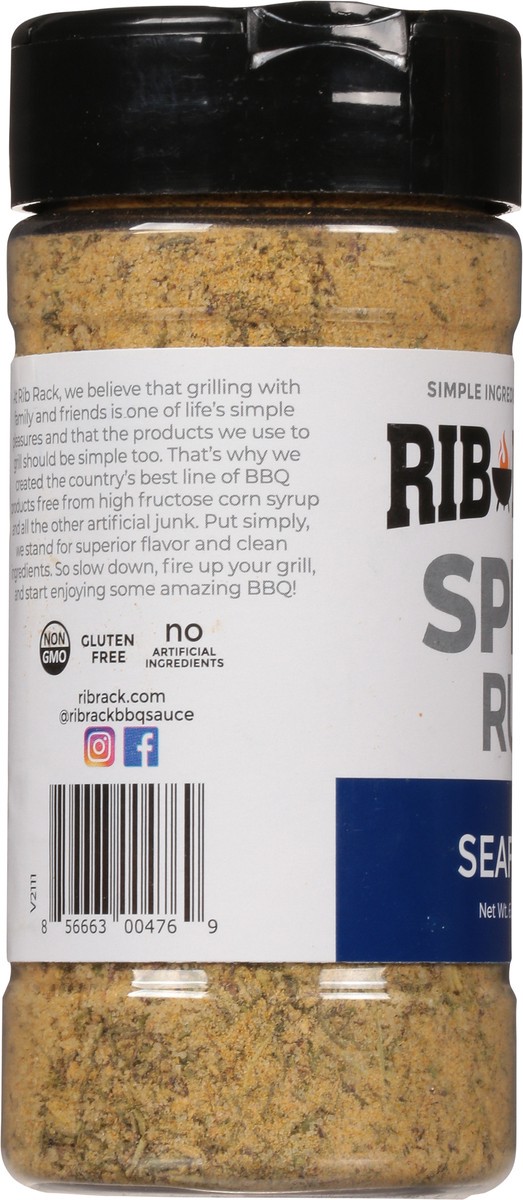 At Rib Rack, we believe that grilling with
family and friends is one of life's simple
pleasures and that the products we use to
grill should be simple too. That's why we
created the country's best line of BBQ
products free from high fructose corn syrup
and all the other artificial junk. Put simply,
we stand for superior flavor and clean
ingredients. So slow down, fire up your grill,
and start enjoying some amazing BBQ!
NON
GMO
GLUTEN
FREE
no
ARTIFICIAL
INGREDIENTS
ribrack.com
@ribrackbbqsauce
V2111
8 56663 00476 9
SIMPLE INGRE
RIB
SP
RU
SEAF
Net Wt.